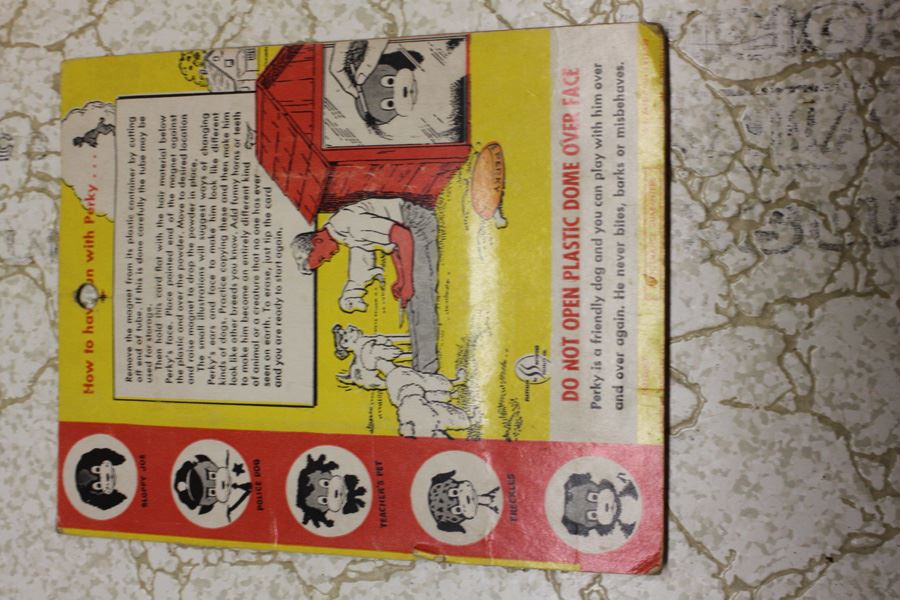 How to have fun with Perky . . .
Remove the magnet from its plastic container by cutting
off end of tube. If this is done carefully the tube may be
used for storage.
Then hold this card flat with the hair material below
Perky's face. Place pointed end of the magnet against
the plastic and over the powder. Move to desired location
and raise magnet to drop the powder in place.
The small illustrations will suggest ways of changing
Perky's ears and face to make him look like different
kinds of dogs. Practice copying these and then make him
look like other breeds you know. Add funny horns or teeth
to make him become an entirely different kind
of animal or a creature that no one has ever
seen on earth. To erase, just tip the card
and you are ready to start again.
PERKY
DO NOT OPEN PLASTIC DOME OVER FACE
Perky is a friendly dog and you can play with him over
and over again. He never bites, barks or misbehaves.
SLOPPY JOE
POLICE DOG
TEACHER'S PET
FRECKLES